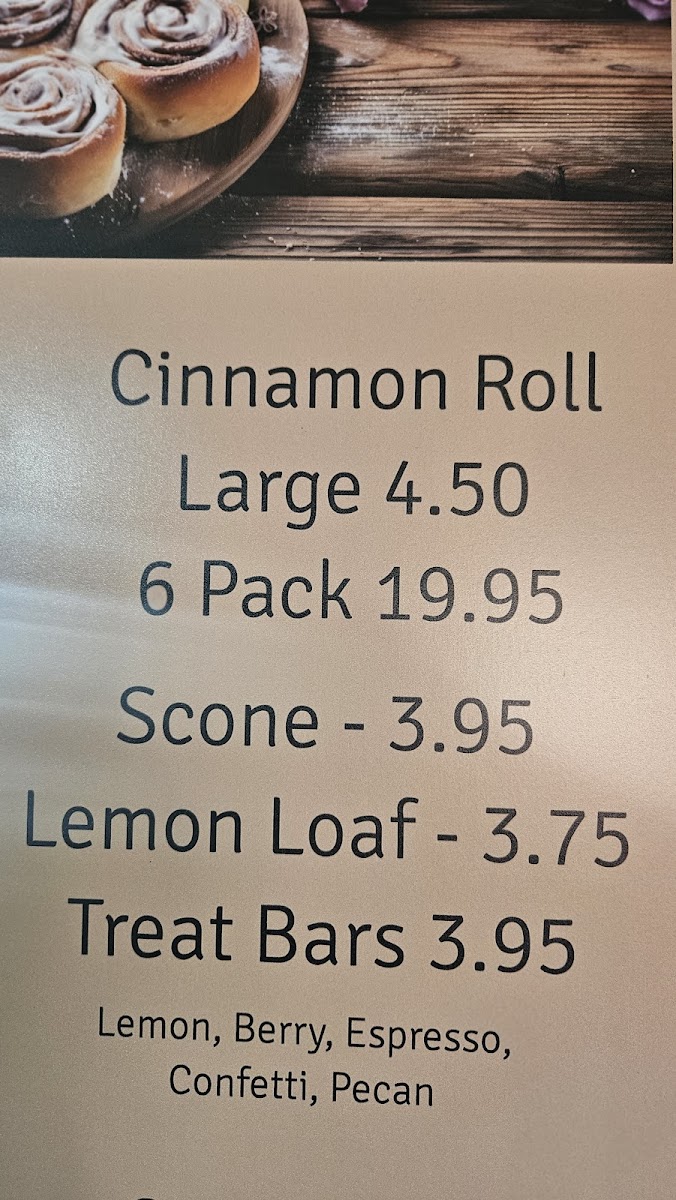 Cinnamon Roll
Large 4.50
6 Pack 19.95
Scone - 3.95
Lemon Loaf - 3.75
Treat Bars 3.95
Lemon, Berry, Espresso,
Confetti, Pecan